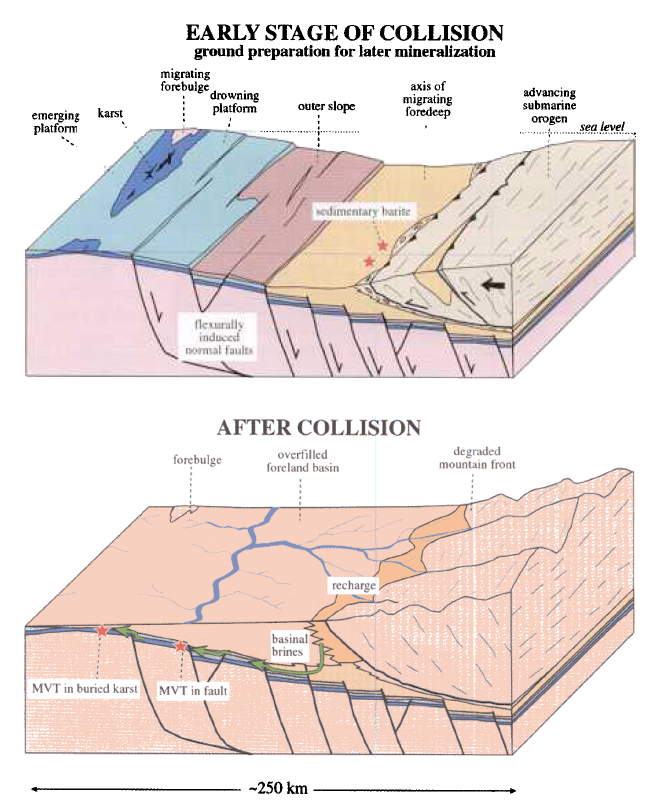 EARLY STAGE OF COLLISION
ground preparation for later mineralization
emerging
platform
karst
migrating
forebulge
drowning
platform
outer slope
axis of
migrating
foredeep
advancing
submarine
orogen
sea level
sedimentary barite
flexurally
induced
normal faults
AFTER COLLISION
forebulge
overfilled
foreland basin
degraded
mountain front
recharge
basinal
brines
MVT in buried karst
MVT in fault
~250 km